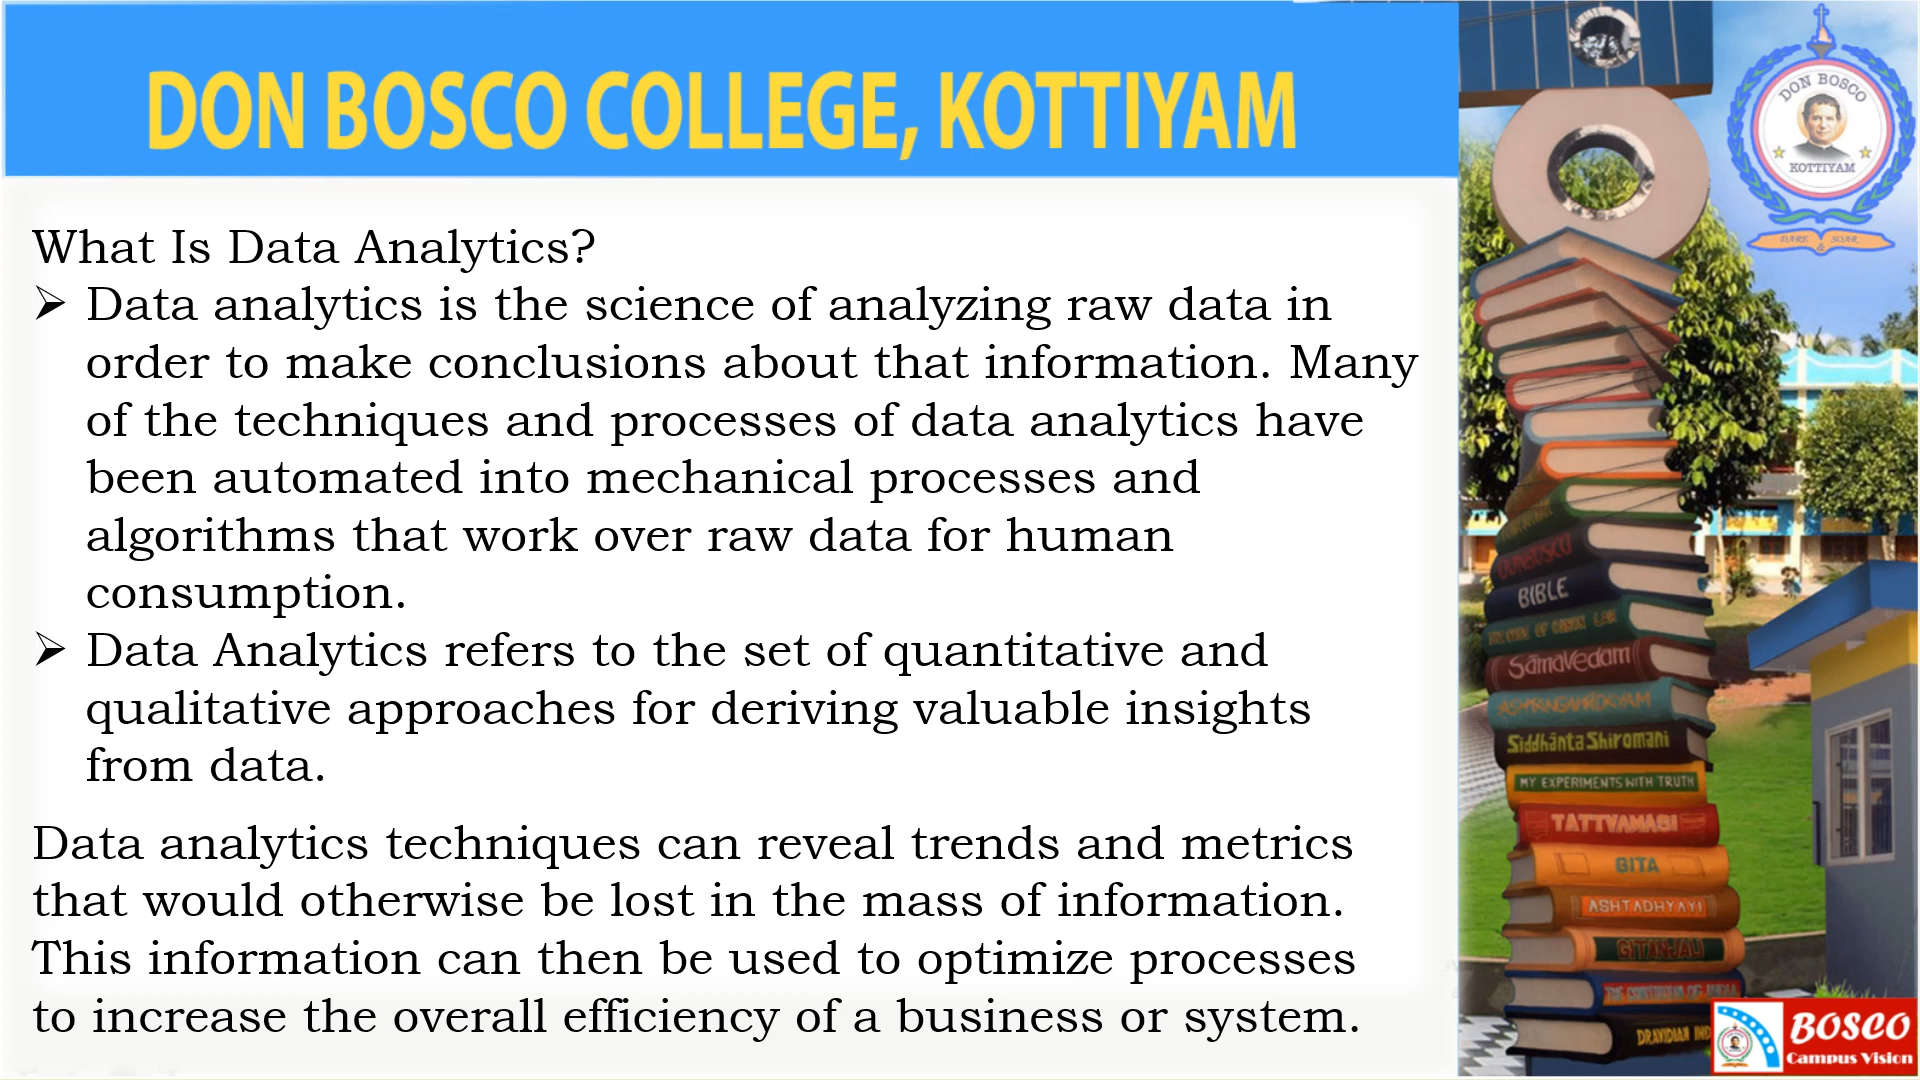 DON BOSCO COLLEGE, KOTTIYAM
What Is Data Analytics?
➢ Data analytics is the science of analyzing raw data in
order to make conclusions about that information. Many
of the techniques and processes of data analytics have
been automated into mechanical processes and
algorithms that work over raw data for human
consumption.
➢ Data Analytics refers to the set of quantitative and
qualitative approaches for deriving valuable insights
from data.
Data analytics techniques can reveal trends and metrics
that would otherwise be lost in the mass of information.
This information can then be used to optimize processes
to increase the overall efficiency of a business or system.
DON BOSCO
KOTTIYAM
DARE & SOAR
DON BOSCO
BIBLE
SāmaVedam
Siddhānta Shiromani
MY EXPERIMENTS WITH TRUTH
TATTVAMASI
GITA
ASHTADHYAYI
GITANJALI
DRAVIDIAN
BOSCO
Campus Vision